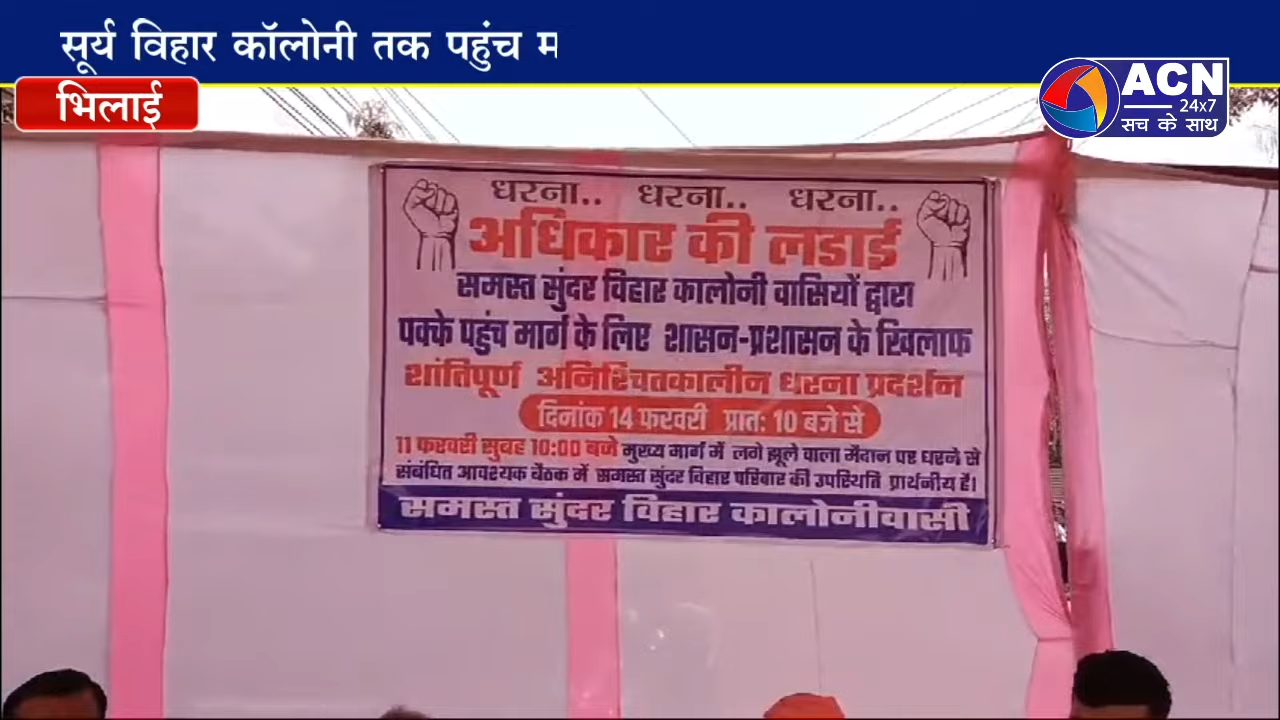 सूर्य विहार कॉलोनी तक पहुंच म
भिलाई
ACN
24x7
सच के साथ
धरना.. धरना.. धरना..
अधिकार की लडाई
समस्त सुंदर विहार कालोनी वासियों द्वारा
पक्के पहुंच मार्ग के लिए शासन-प्रशासन के खिलाफ
शांतिपूर्ण अनिश्चितकालीन धरना प्रदर्शन
दिनांक 14 फरवरी प्रातः 10 बजे से
11 फरवरी सुवह 10:00 बजे मुख्य मार्ग में लगे झूले वाला मैदान पर धरने से
संबंधित आवश्यक बैठक में समस्त सुंदर विहार परिवार की उपस्थिति प्रार्थनीय है।
समस्त सुंदर विहार कालोनीवासी